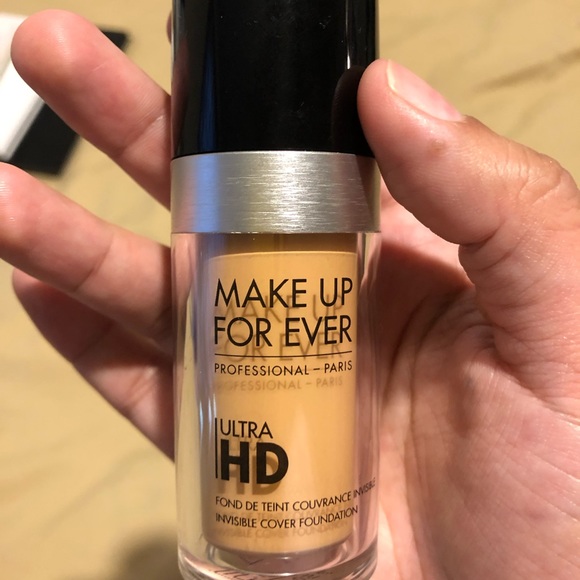 MAKE UP
FOR EVER
PROFESSIONAL – PARIS
ULTRA
HD
FOND DE TEINT COUVRANCE INVISIBLE
INVISIBLE COVER FOUNDATION